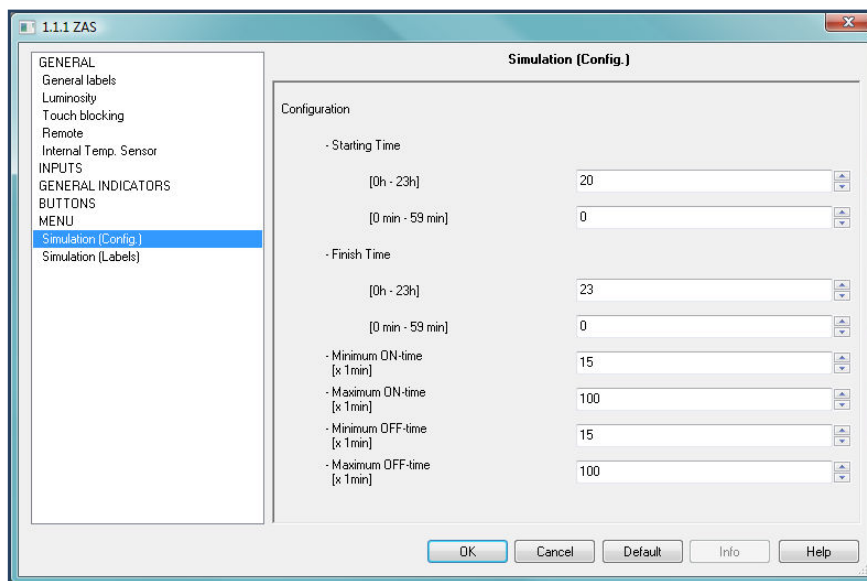 1.1.1 ZAS
GENERAL
General labels
Luminosity
Touch blocking
Remote
Internal Temp. Sensor
INPUTS
GENERAL INDICATORS
BUTTONS
MENU
Simulation (Config.)
Simulation (Labels)
Simulation (Config.)
Configuration
- Starting Time
[0h - 23h] 20
[0 min - 59 min] 0
- Finish Time
[0h - 23h] 23
[0 min - 59 min] 0
- Minimum ON-time
[x 1min] 15
- Maximum ON-time
[x 1min] 100
- Minimum OFF-time
[x 1min] 15
- Maximum OFF-time
[x 1min] 100
OK Cancel Default Info Help